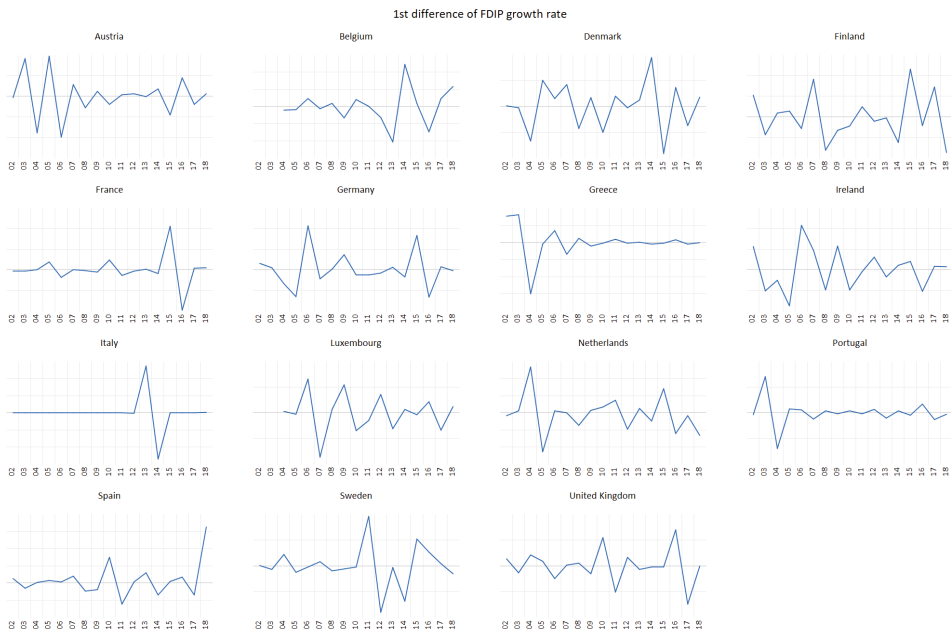 1st difference of FDIP growth rate
Austria
Belgium
Denmark
Finland
02 03 04 05 06 07 08 09 10 11 12 13 14 15 16 17 18
02 03 04 05 06 07 08 09 10 11 12 13 14 15 16 17 18
02 03 04 05 06 07 08 09 10 11 12 13 14 15 16 17 18
02 03 04 05 06 07 08 09 10 11 12 13 14 15 16 17 18
France
Germany
Greece
Ireland
02 03 04 05 06 07 08 09 10 11 12 13 14 15 16 17 18
02 03 04 05 06 07 08 09 10 11 12 13 14 15 16 17 18
02 03 04 05 06 07 08 09 10 11 12 13 14 15 16 17 18
02 03 04 05 06 07 08 09 10 11 12 13 14 15 16 17 18
Italy
Luxembourg
Netherlands
Portugal
02 03 04 05 06 07 08 09 10 11 12 13 14 15 16 17 18
02 03 04 05 06 07 08 09 10 11 12 13 14 15 16 17 18
02 03 04 05 06 07 08 09 10 11 12 13 14 15 16 17 18
02 03 04 05 06 07 08 09 10 11 12 13 14 15 16 17 18
Spain
Sweden
United Kingdom
02 03 04 05 06 07 08 09 10 11 12 13 14 15 16 17 18
02 03 04 05 06 07 08 09 10 11 12 13 14 15 16 17 18
02 03 04 05 06 07 08 09 10 11 12 13 14 15 16 17 18